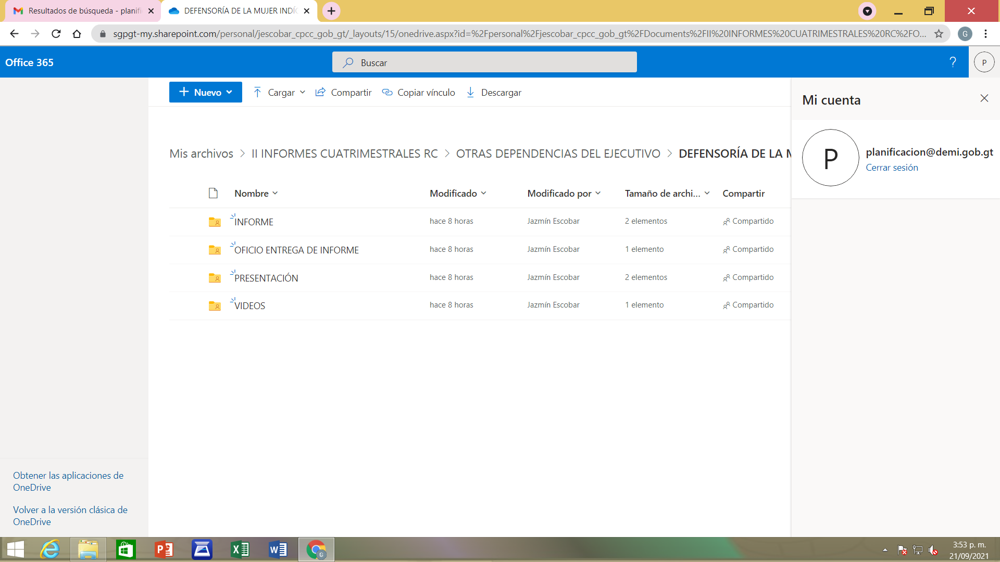 Resultados de búsqueda - planifi
DEFENSORÍA DE LA MUJER INDÍG
sgpgt-my.sharepoint.com/personal/jescobar_cpcc_gob_gt/_layouts/15/onedrive.aspx?id=%2Fpersonal%2Fjescobar_cpcc_gob_gt%2FDocuments%2FII%20INFORMES%20CUATRIMESTRALES%20RC%2FO...
G
Office 365
Buscar
?
P
Nuevo
Cargar
Compartir
Copiar vínculo
Descargar
Mi cuenta
P
planificacion@demi.gob.gt
Cerrar sesión
Mis archivos > II INFORMES CUATRIMESTRALES RC > OTRAS DEPENDENCIAS DEL EJECUTIVO > DEFENSORÍA DE LA M
Nombre Modificado Modificado por Tamaño de archi... Compartir
INFORME hace 8 horas Jazmín Escobar 2 elementos Compartido
OFICIO ENTREGA DE INFORME hace 8 horas Jazmín Escobar 1 elemento Compartido
PRESENTACIÓN hace 8 horas Jazmín Escobar 2 elementos Compartido
VIDEOS hace 8 horas Jazmín Escobar 1 elemento Compartido
Obtener las aplicaciones de
OneDrive
Volver a la versión clásica de
OneDrive
3:53 p. m.
21/09/2021